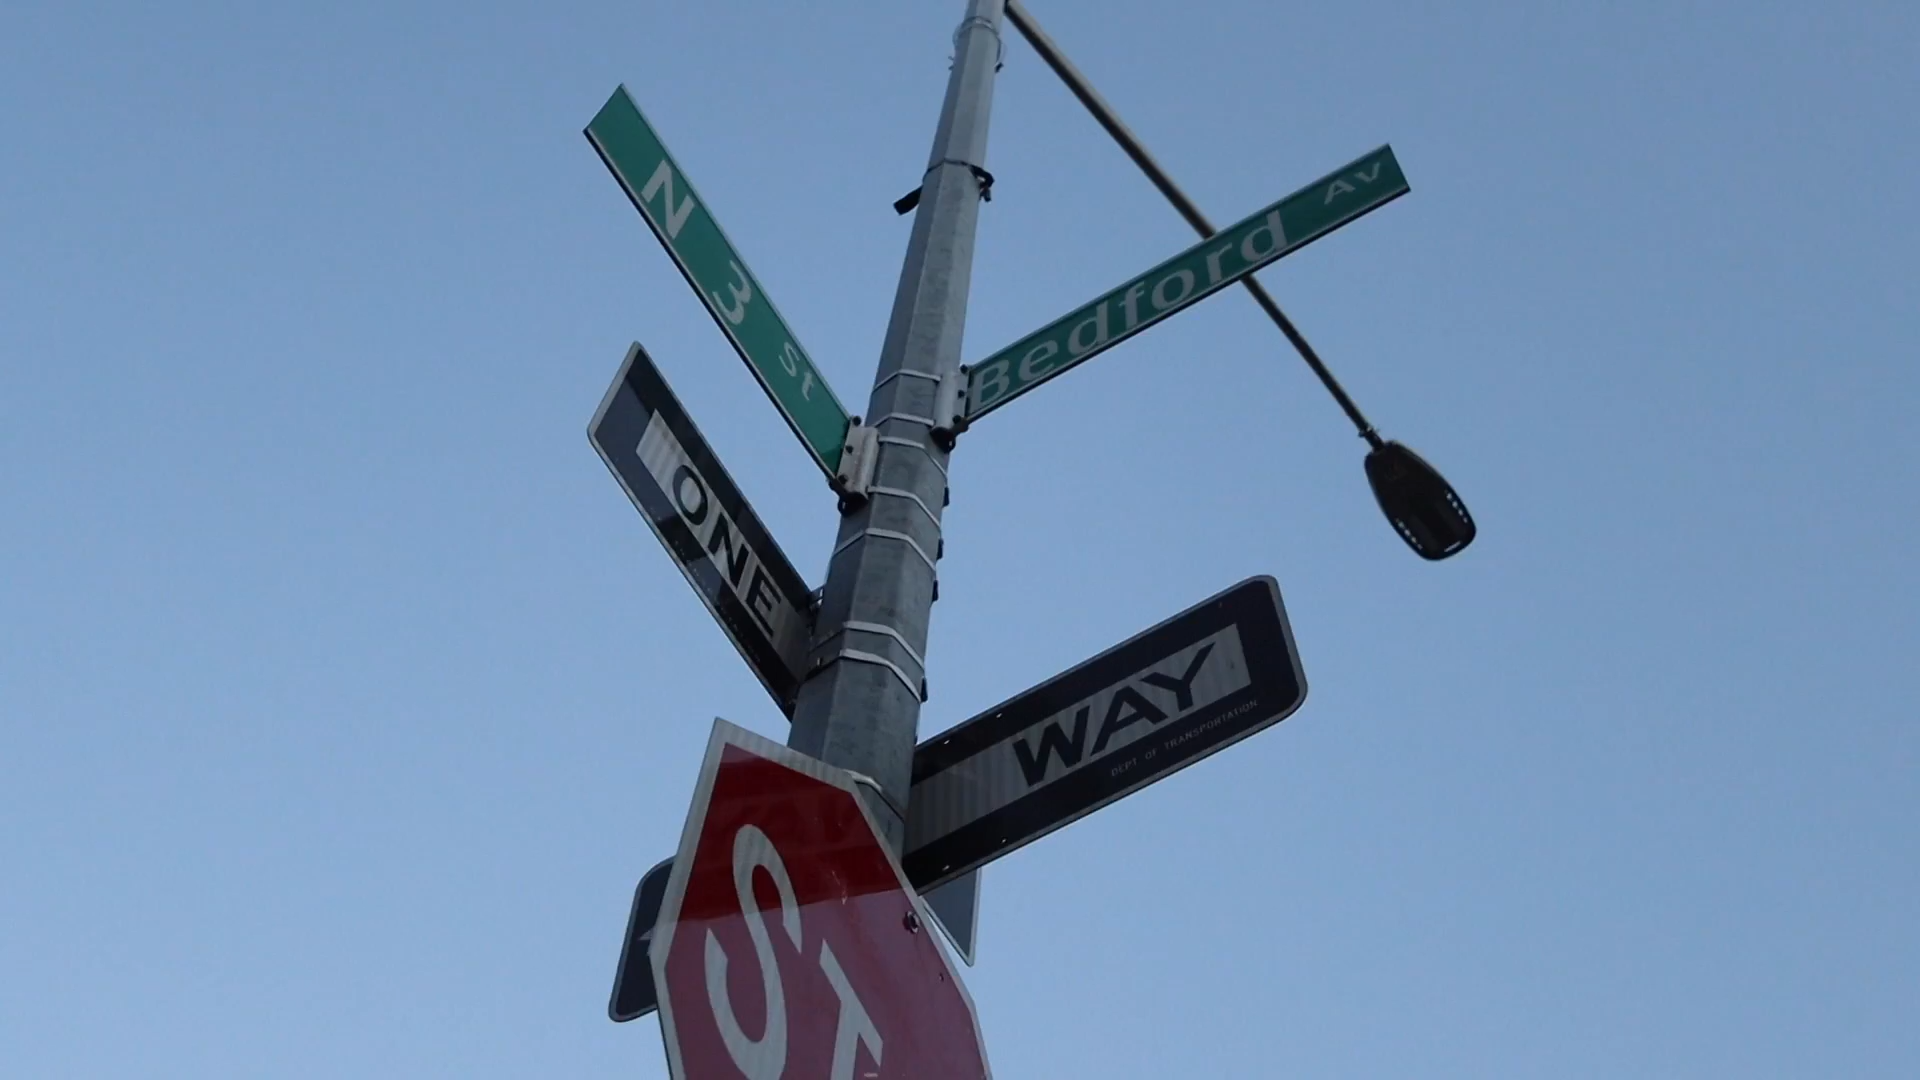 N 3 St
Bedford Av
ONE
WAY
DEPT OF TRANSPORTATION
ST